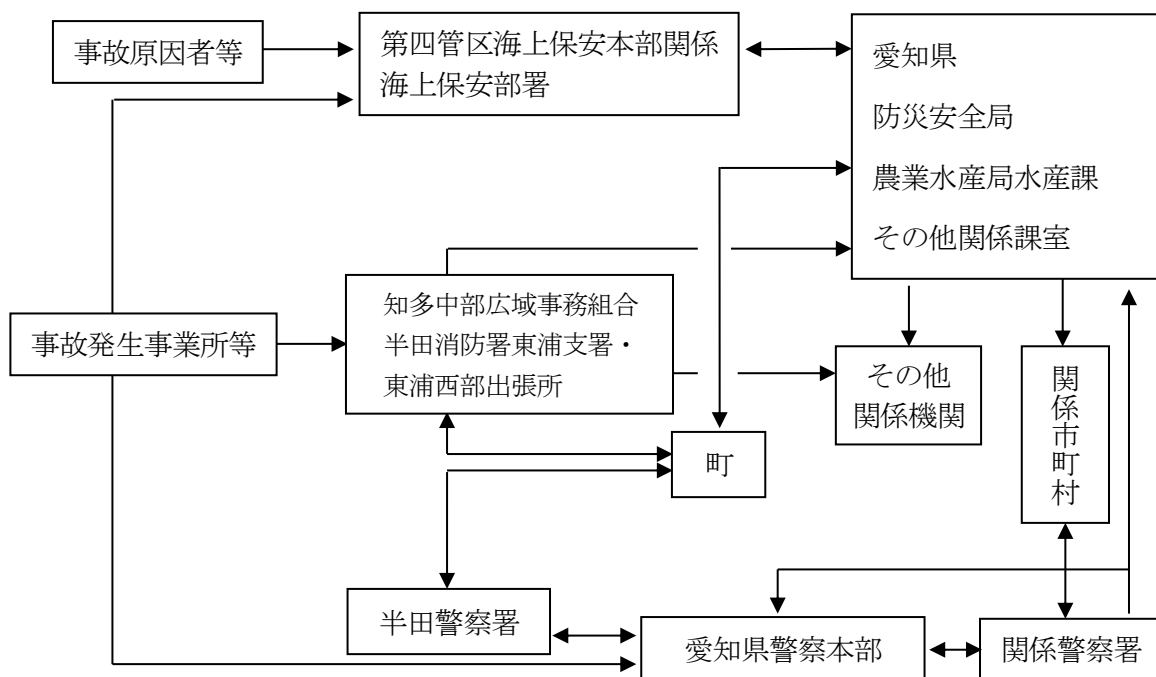 事故原因者等
第四管区海上保安本部関係
海上保安部署
愛知県
防災安全局
農業水産局水産課
その他関係課室
事故発生事業所等
知多中部広域事務組合
半田消防署東浦支署・
東浦西部出張所
その他
関係機関
関係市町村
町
半田警察署
愛知県警察本部
関係警察署